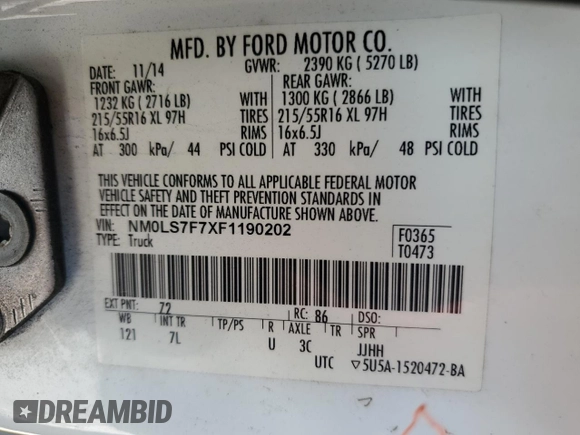 MFD. BY FORD MOTOR CO.
DATE: 11/14 GVWR: 2390 KG (5270 LB)
FRONT GAWR: REAR GAWR:
1232 KG (2716 LB) WITH 1300 KG (2866 LB) WITH
215/55R16 XL 97H TIRES 215/55R16 XL 97H TIRES
16x6.5J RIMS 16x6.5J RIMS
AT 300 kPa/ 44 PSI COLD AT 330 kPa/ 48 PSI COLD
THIS VEHICLE CONFORMS TO ALL APPLICABLE FEDERAL MOTOR
VEHICLE SAFETY AND THEFT PREVENTION STANDARDS IN
EFFECT ON THE DATE OF MANUFACTURE SHOWN ABOVE.
VIN: NM0LS7F7XF1190202 F0365
TYPE: Truck T0473
EXT PNT: 72 RC: 86 DSO:
WB INT TR TP/PS R AXLE TR SPR
121 7L U 3C JJHH
UTC ▽5U5A-1520472-BA
DREAMBID